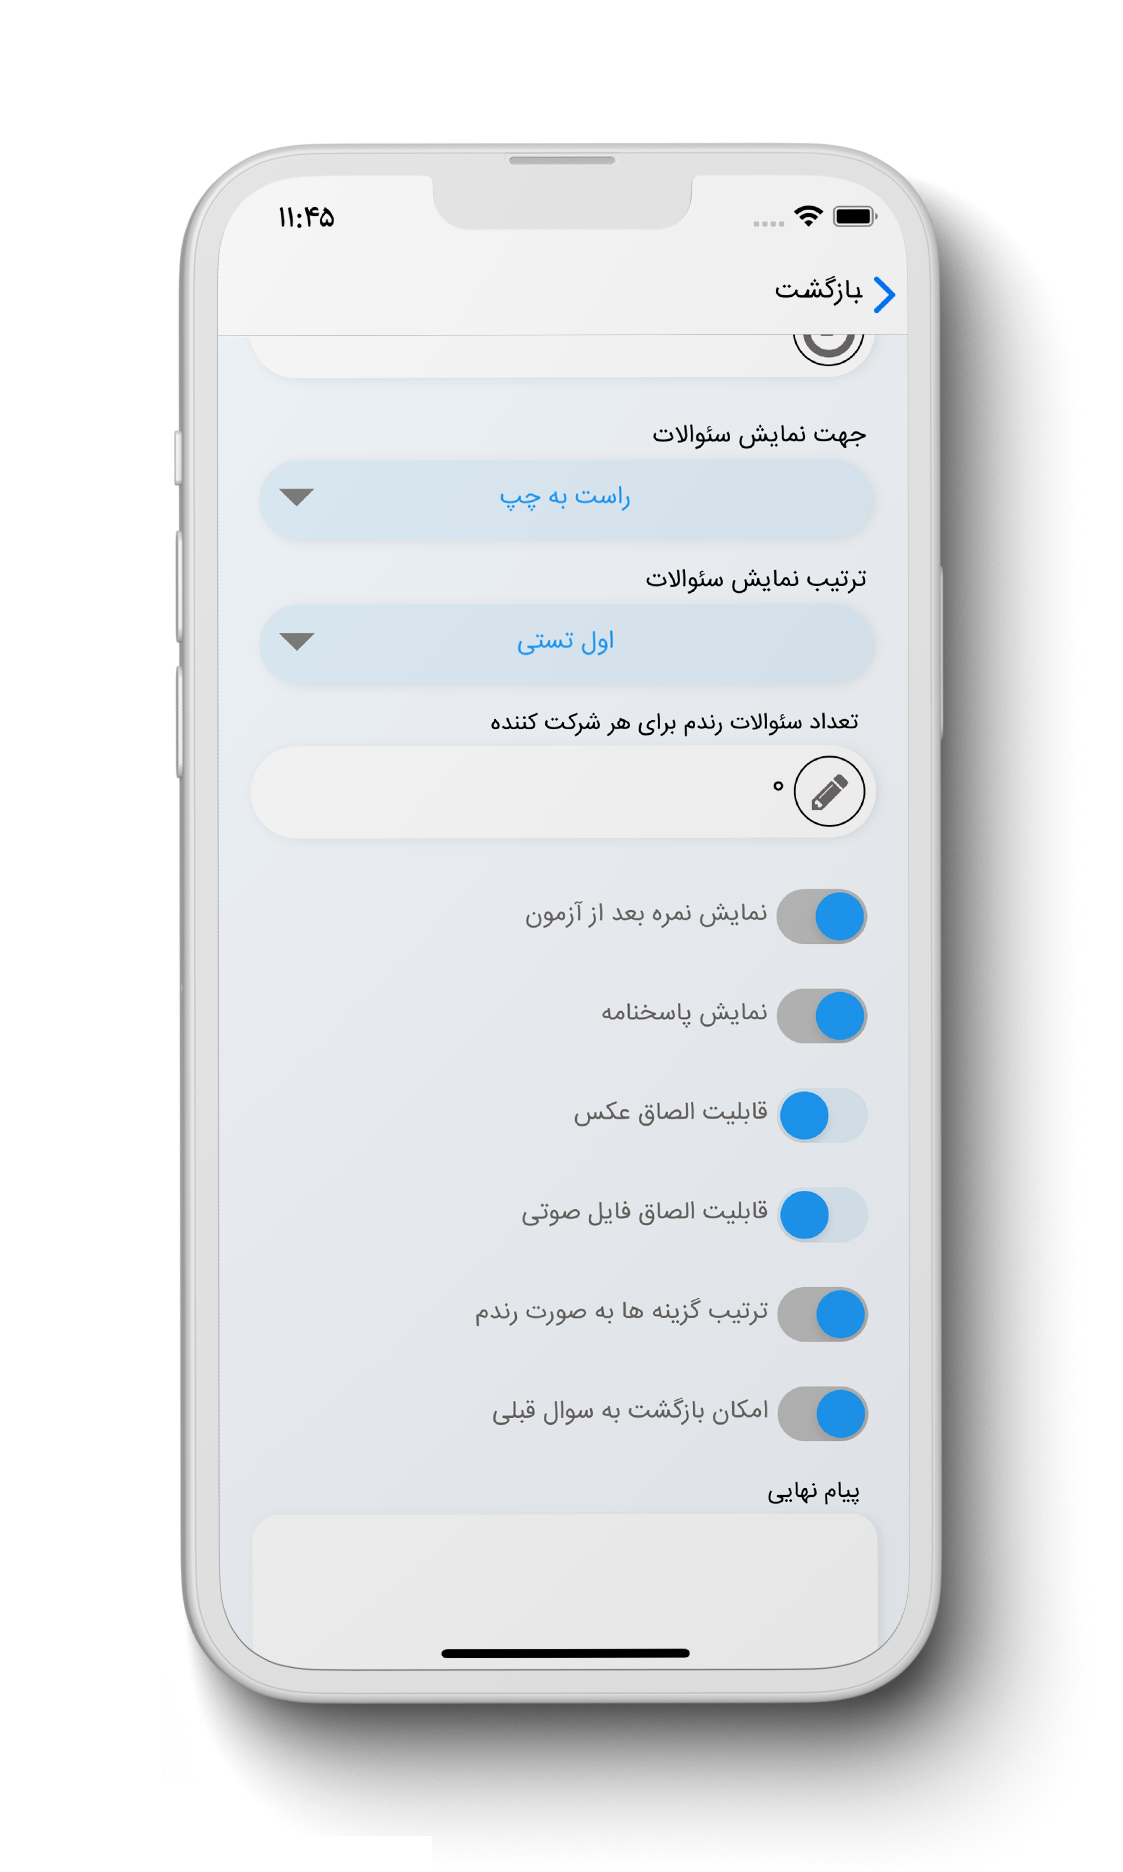 ۱۱:۴۵
بازگشت
جهت نمایش سئوالات
راست به چپ
ترتیب نمایش سئوالات
اول تستی
تعداد سئوالات رندم برای هر شرکت کننده
۰
نمایش نمره بعد از آزمون
نمایش پاسخنامه
قابلیت الصاق عکس
قابلیت الصاق فایل صوتی
ترتیب گزینه ها به صورت رندم
امکان بازگشت به سوال قبلی
پیام نهایی